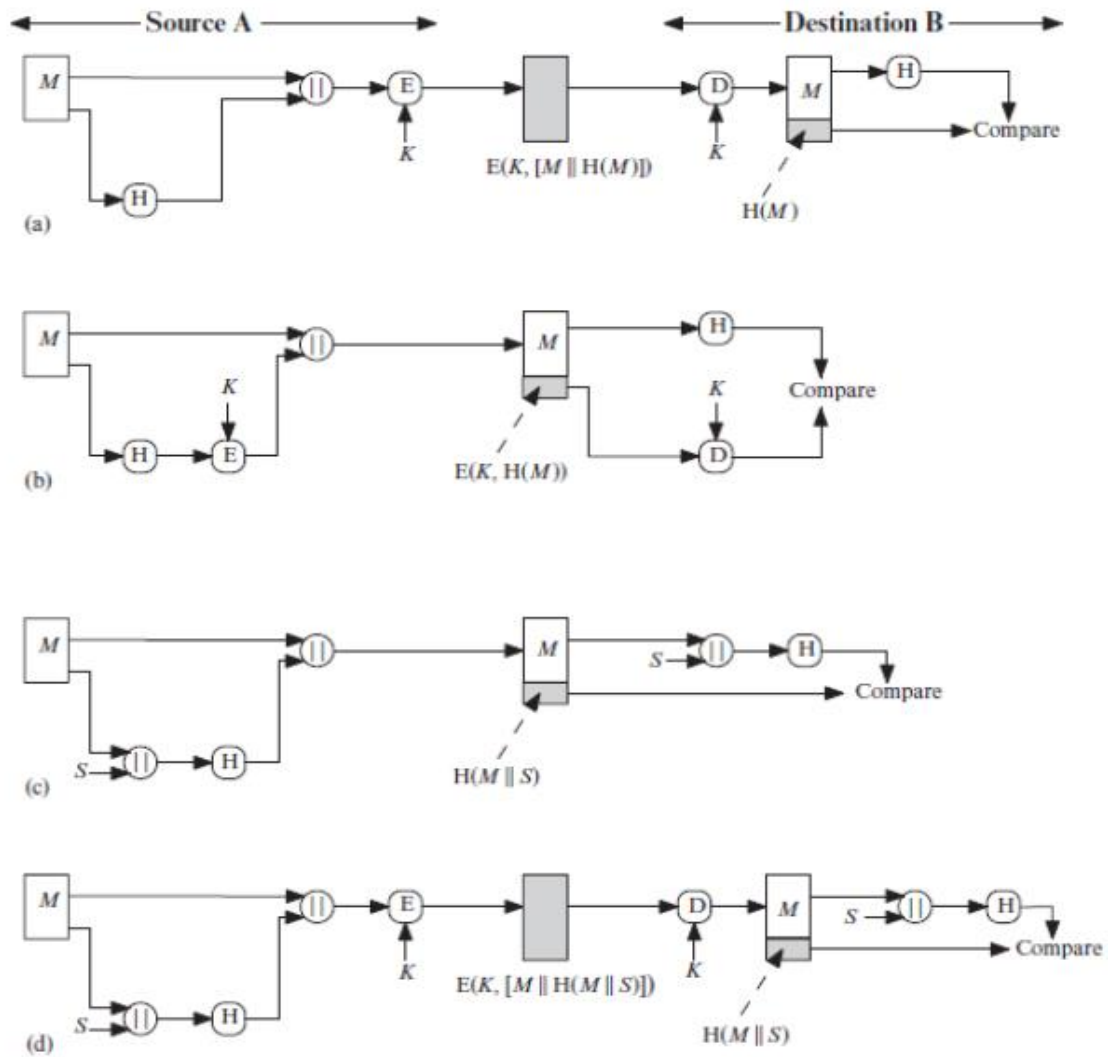 Source A Destination B
M || E D M H
K K Compare
E(K, [M || H(M)])
H H(M)
(a)
M || M H
K K Compare
H E D
E(K, H(M))
(b)
M || M || H
S Compare
S || H
H(M || S)
(c)
M || E D M || H
S
K K Compare
E(K, [M || H(M || S)])
S || H
H(M || S)
(d)